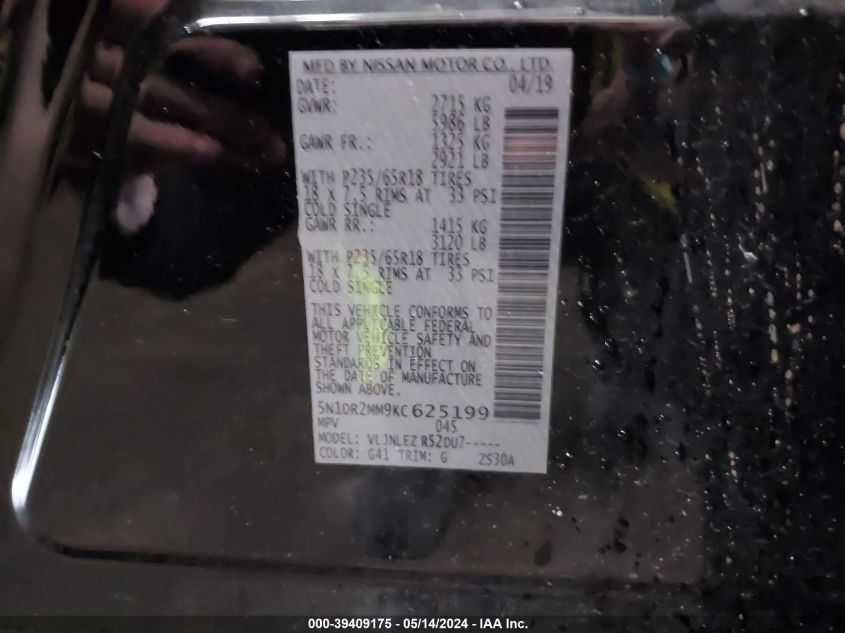 MFD BY NISSAN MOTOR CO., LTD.
DATE: 04/19
GVWR: 2715 KG
5986 LB
GAWR FR.: 1325 KG
2921 LB
WITH P235/65R18 TIRES
18 X 7.5 RIMS AT 33 PSI
COLD SINGLE
GAWR RR.: 1415 KG
3120 LB
WITH P235/65R18 TIRES
18 X 7.5 RIMS AT 33 PSI
COLD SINGLE
THIS VEHICLE CONFORMS TO
ALL APPLICABLE FEDERAL
MOTOR VEHICLE SAFETY AND
THEFT PREVENTION
STANDARDS IN EFFECT ON
THE DATE OF MANUFACTURE
SHOWN ABOVE.
5N1DR2MM9KC625199
MPV 045
MODEL: VLJNLEZ R52DU7-----
COLOR: G41 TRIM: G ZS30A
000-39409175 - 05/14/2024 - IAA Inc.